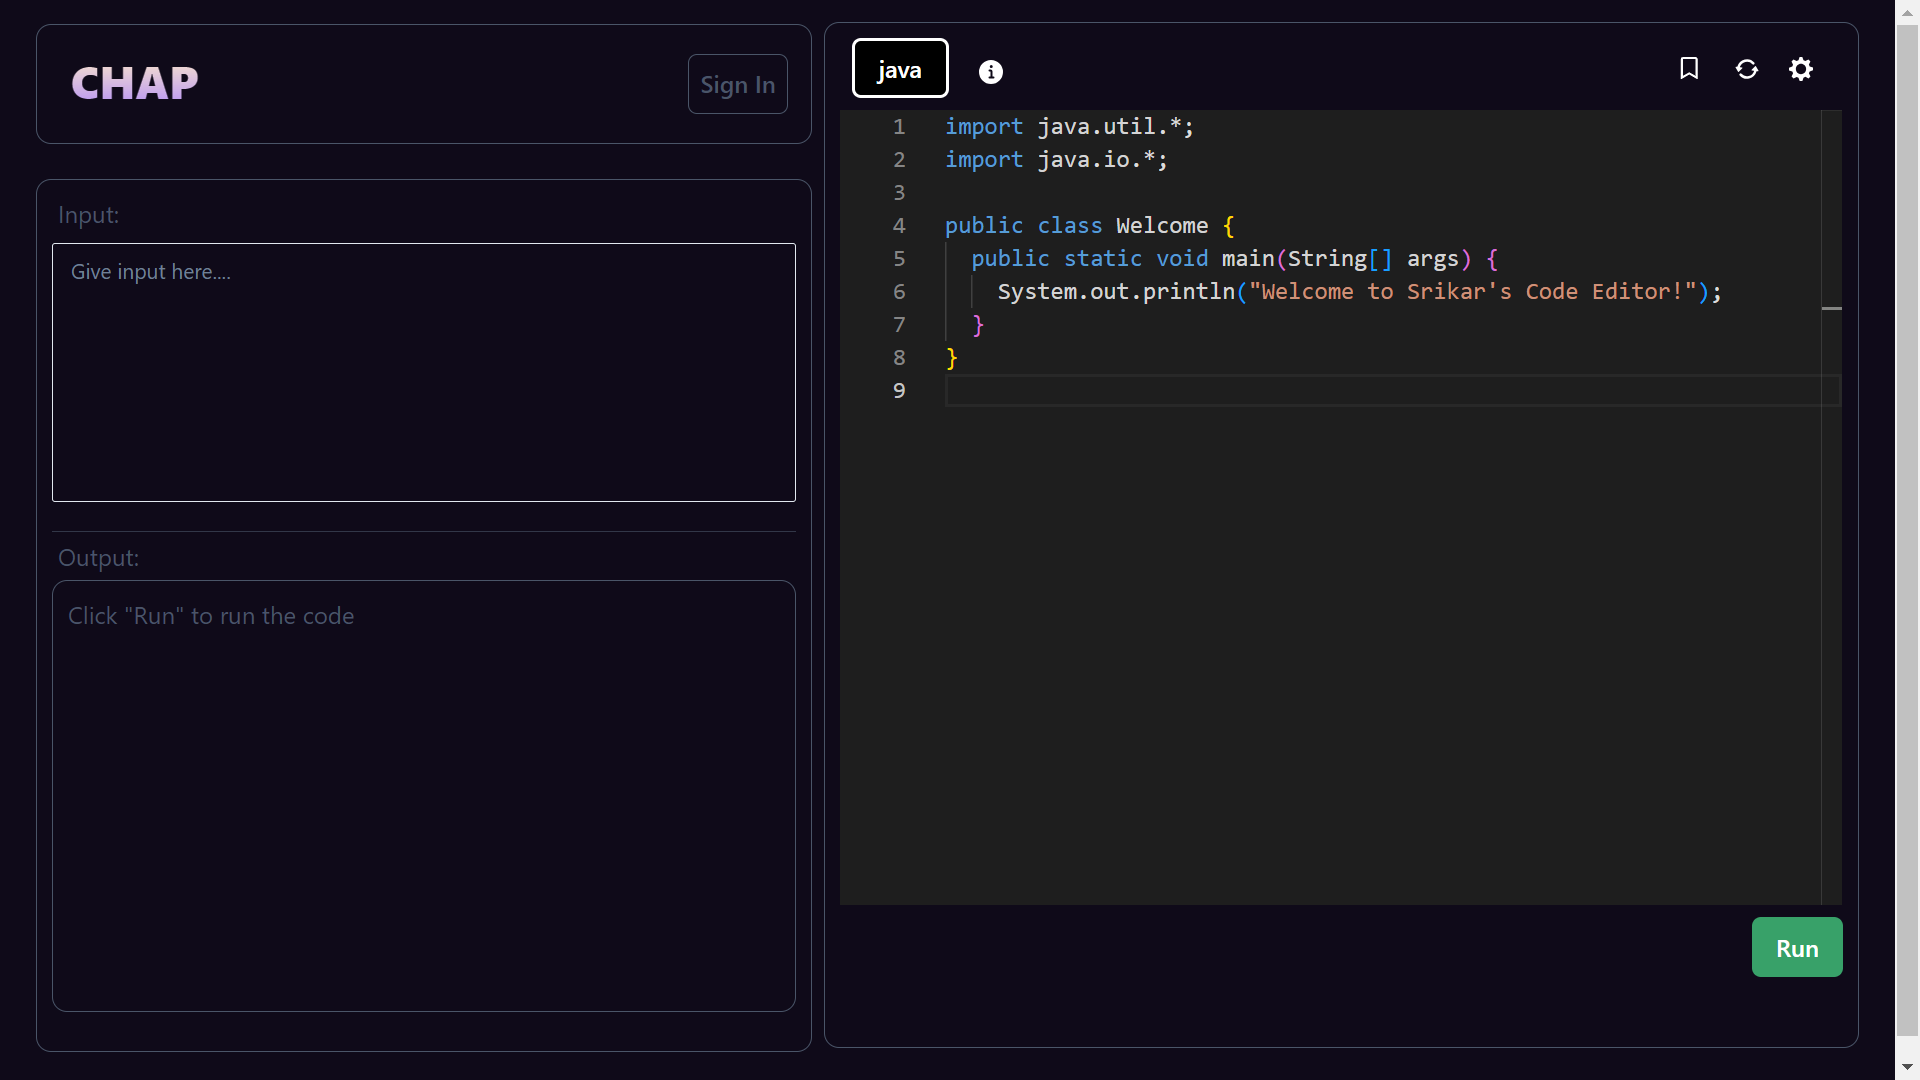 CHAP
Sign In
Input:
Give input here....
Output:
Click "Run" to run the code
java
1 import java.util.*;
2 import java.io.*;
3
4 public class Welcome {
5   public static void main(String[] args) {
6     System.out.println("Welcome to Srikar's Code Editor!");
7   }
8 }
9
Run